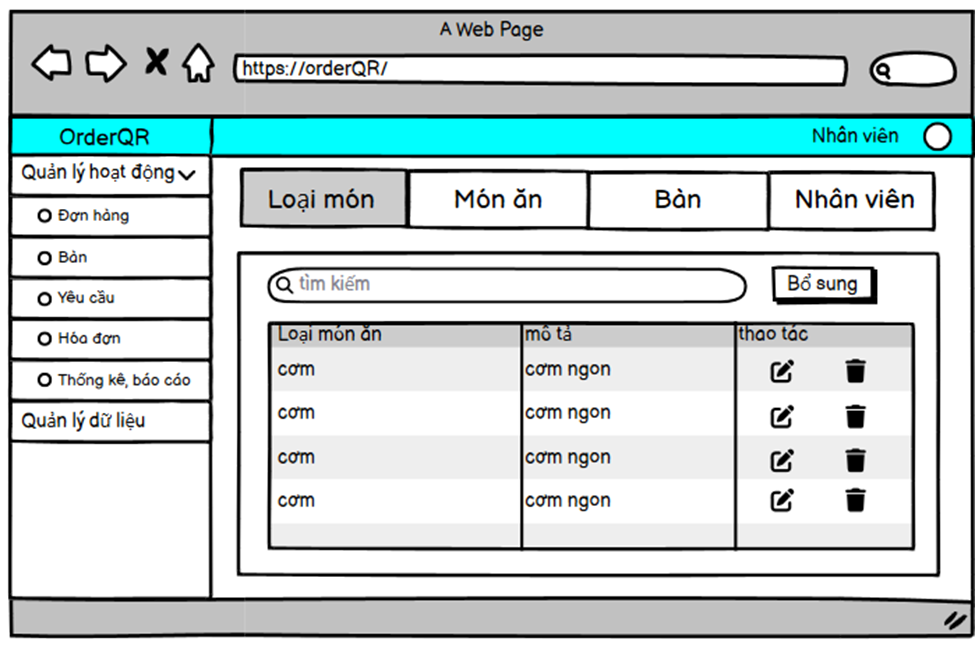 A Web Page
https://orderQR/
OrderQR
Nhân viên
Quản lý hoạt động
Đơn hàng
Bàn
Yêu cầu
Hóa đơn
Thống kê, báo cáo
Quản lý dữ liệu
Loại món
Món ăn
Bàn
Nhân viên
tìm kiếm
Bổ sung
Loại món ăn mô tả thao tác
cơm cơm ngon
cơm cơm ngon
cơm cơm ngon
cơm cơm ngon